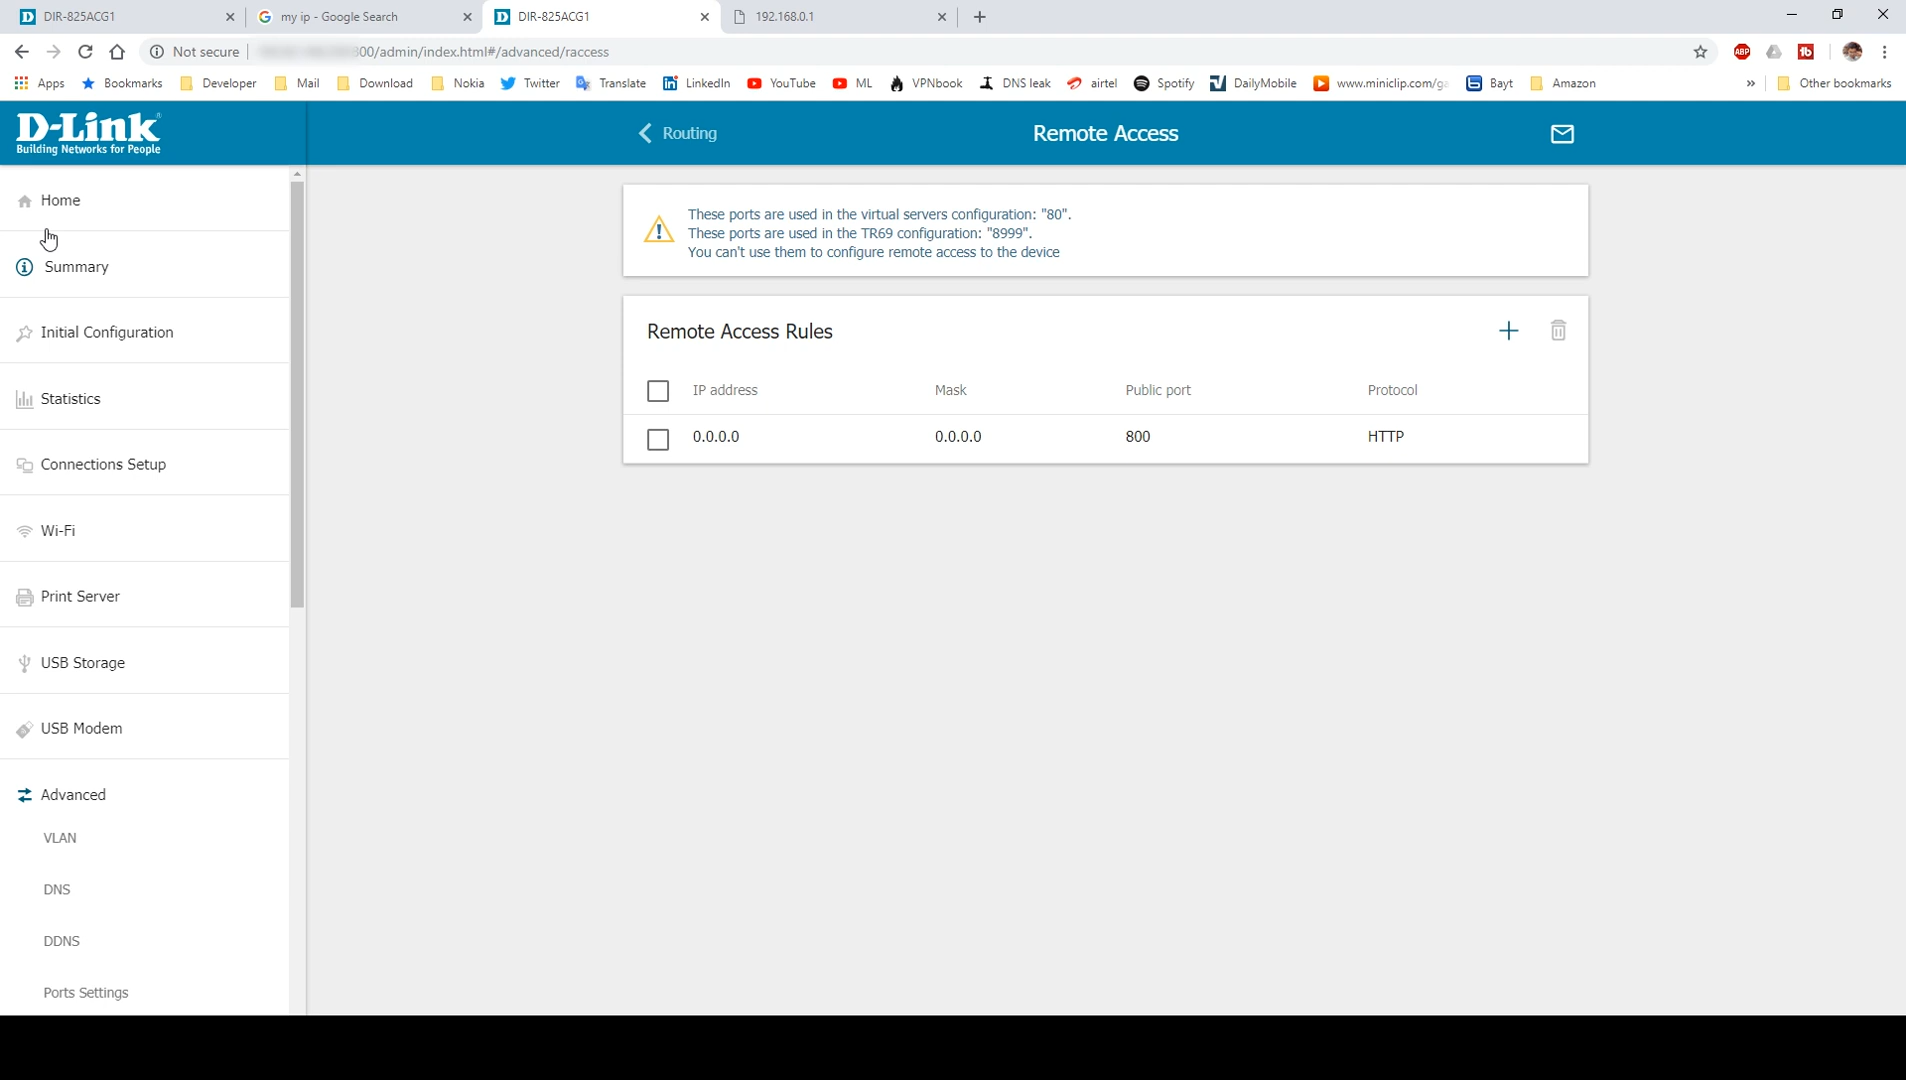 DIR-825ACG1
my ip - Google Search
DIR-825ACG1
192.168.0.1
Not secure
00/admin/index.html#/advanced/raccess
ABP
Apps
Bookmarks
Developer
Mail
Download
Nokia
Twitter
Translate
LinkedIn
YouTube
ML
VPNbook
DNS leak
airtel
Spotify
DailyMobile
www.miniclip.com/ga
Bayt
Amazon
»
Other bookmarks
D-Link
Building Networks for People
Routing
Remote Access
Home
Summary
Initial Configuration
Statistics
Connections Setup
Wi-Fi
Print Server
USB Storage
USB Modem
Advanced
VLAN
DNS
DDNS
Ports Settings
These ports are used in the virtual servers configuration: "80".
These ports are used in the TR69 configuration: "8999".
You can't use them to configure remote access to the device
Remote Access Rules
IP address Mask Public port Protocol
0.0.0.0 0.0.0.0 800 HTTP